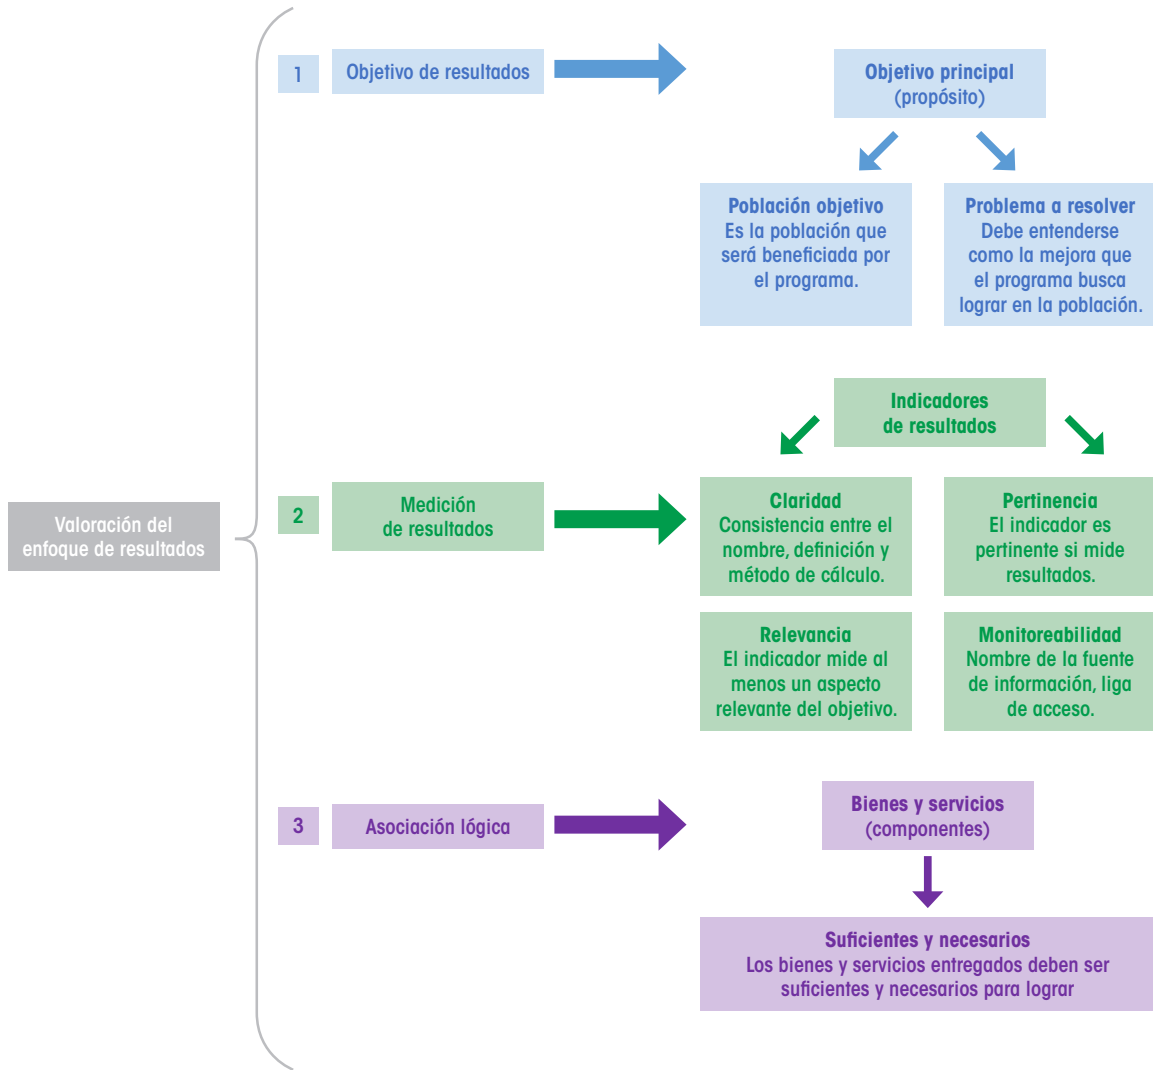 Valoración del
enfoque de resultados
1
Objetivo de resultados
Objetivo principal
(propósito)
Población objetivo
Es la población que
será beneficiada por
el programa.
Problema a resolver
Debe entenderse
como la mejora que
el programa busca
lograr en la población.
2
Medición
de resultados
Indicadores
de resultados
Claridad
Consistencia entre el
nombre, definición y
método de cálculo.
Pertinencia
El indicador es
pertinente si mide
resultados.
Relevancia
El indicador mide al
menos un aspecto
relevante del objetivo.
Monitoreabilidad
Nombre de la fuente
de información, liga
de acceso.
3
Asociación lógica
Bienes y servicios
(componentes)
Suficientes y necesarios
Los bienes y servicios entregados deben ser
suficientes y necesarios para lograr